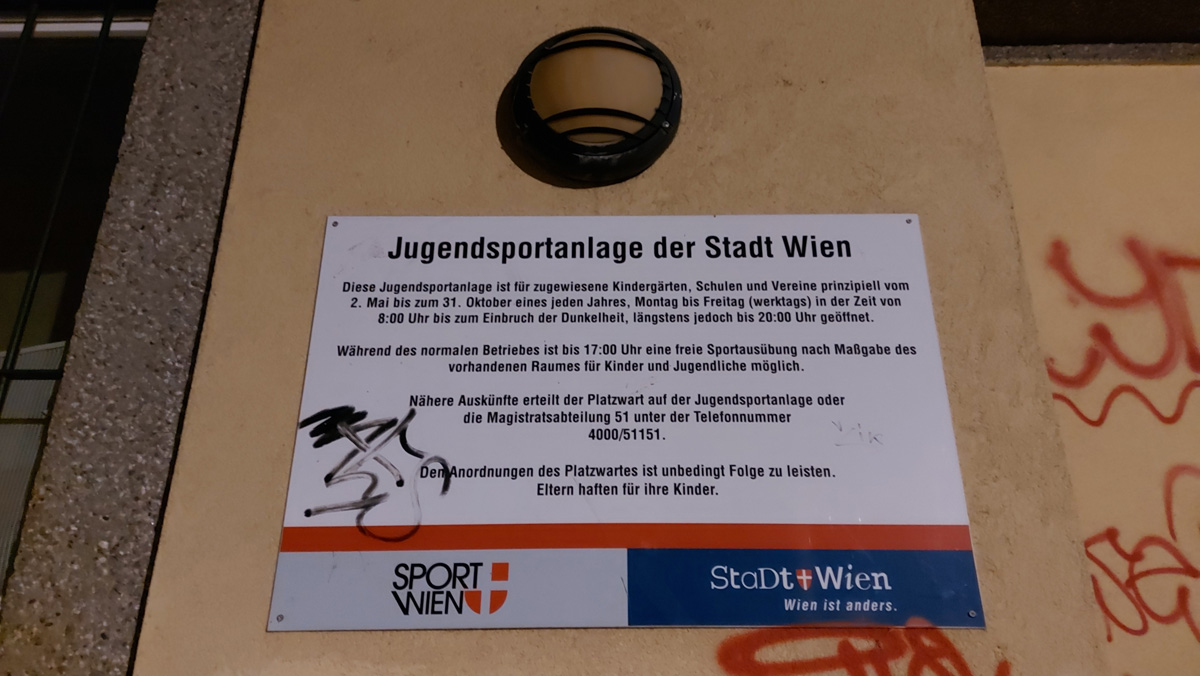 Jugendsportanlage der Stadt Wien
Diese Jugendsportanlage ist für zugewiesene Kindergärten, Schulen und Vereine prinzipiell vom
2. Mai bis zum 31. Oktober eines jeden Jahres, Montag bis Freitag (werktags) in der Zeit von
8:00 Uhr bis zum Einbruch der Dunkelheit, längstens jedoch bis 20:00 Uhr geöffnet.
Während des normalen Betriebes ist bis 17:00 Uhr eine freie Sportausübung nach Maßgabe des
vorhandenen Raumes für Kinder und Jugendliche möglich.
Nähere Auskünfte erteilt der Platzwart auf der Jugendsportanlage oder
die Magistratsabteilung 51 unter der Telefonnummer
4000/51151.
Den Anordnungen des Platzwartes ist unbedingt Folge zu leisten.
Eltern haften für ihre Kinder.
SPORT
WIEN
StaDt Wien
Wien ist anders.